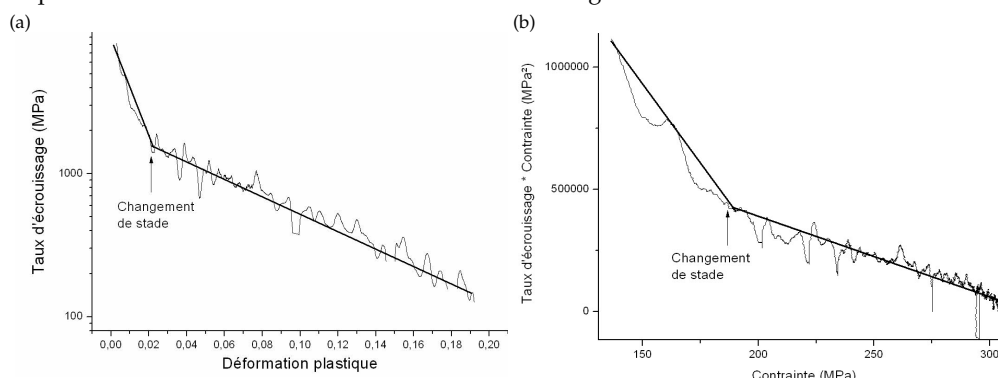 (a)
(b)
Taux d'écrouissage (MPa)
1000
100
Changement
de stade
0,00 0,02 0,04 0,06 0,08 0,10 0,12 0,14 0,16 0,18 0,20
Déformation plastique
Taux d'écrouissage * Contrainte (MPa²)
1000000
500000
0
Changement
de stade
150 200 250 300
Contrainte (MPa)